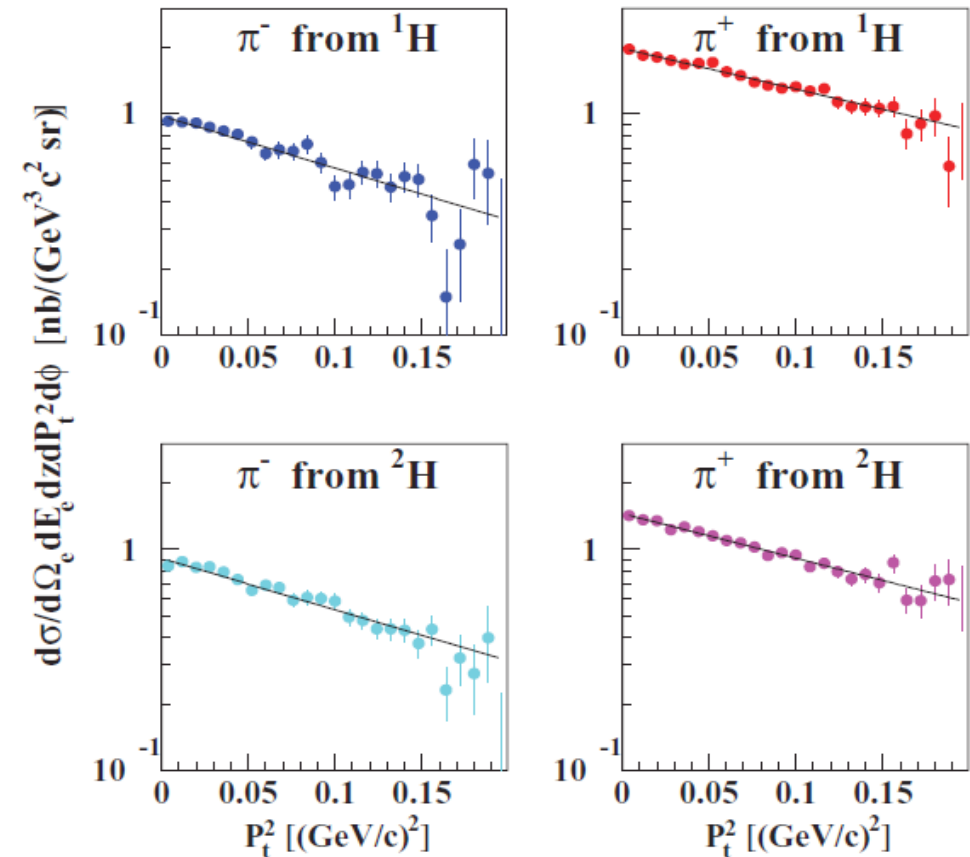 π⁻ from ¹H
π⁺ from ¹H
1
1
10⁻¹
10⁻¹
0 0.05 0.1 0.15
0 0.05 0.1 0.15
dσ/dΩₑdEₑdzdPₜ²dϕ [nb/(GeV³c² sr)]
π⁻ from ²H
π⁺ from ²H
1
1
10⁻¹
10⁻¹
0 0.05 0.1 0.15
0 0.05 0.1 0.15
Pₜ² [(GeV/c)²]
Pₜ² [(GeV/c)²]